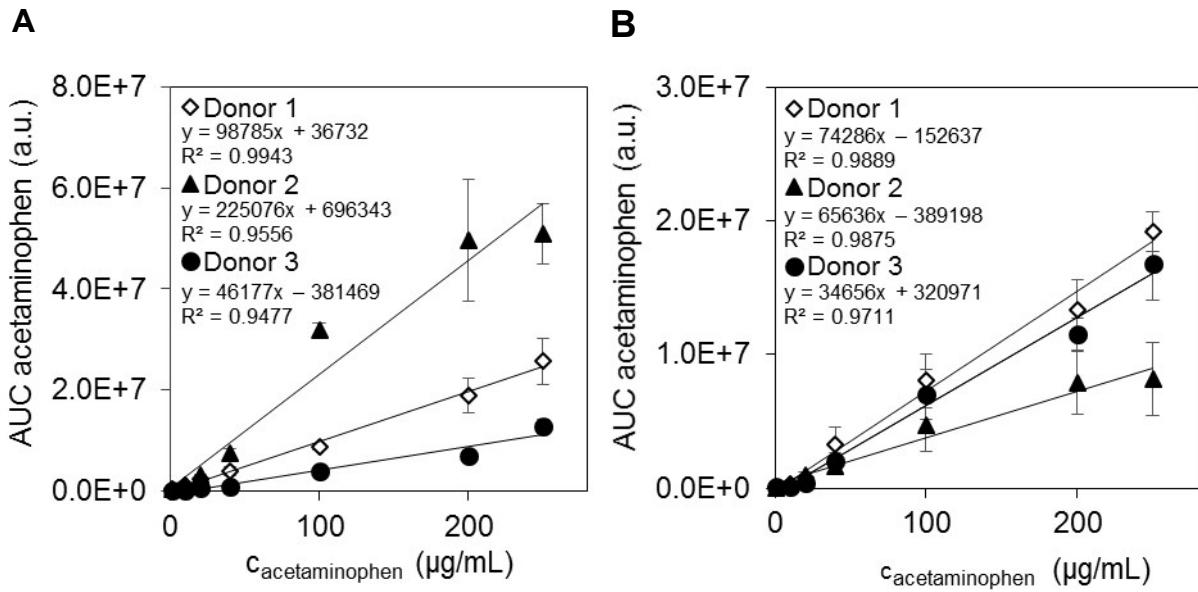 A
AUC acetaminophen (a.u.)
8.0E+7
6.0E+7
4.0E+7
2.0E+7
0.0E+0
Donor 1
y = 98785x + 36732
R² = 0.9943
Donor 2
y = 225076x + 696343
R² = 0.9556
Donor 3
y = 46177x – 381469
R² = 0.9477
0 100 200
c acetaminophen (µg/mL)
B
AUC acetaminophen (a.u.)
3.0E+7
2.0E+7
1.0E+7
0.0E+0
Donor 1
y = 74286x – 152637
R² = 0.9889
Donor 2
y = 65636x – 389198
R² = 0.9875
Donor 3
y = 34656x + 320971
R² = 0.9711
0 100 200
c acetaminophen (µg/mL)